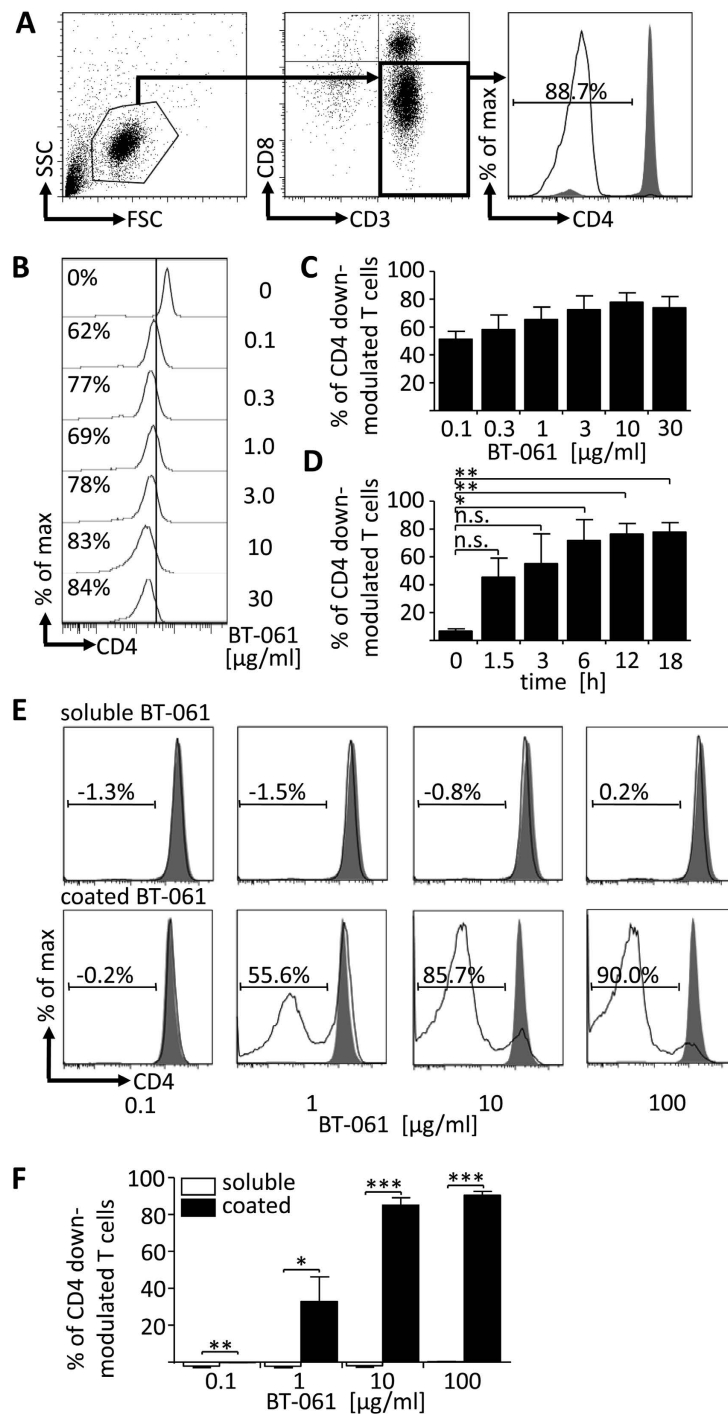 A
SSC
FSC
CD8
CD3
% of max
88.7%
CD4
B
0% 0
62% 0.1
77% 0.3
69% 1.0
78% 3.0
83% 10
84% 30
% of max
CD4
BT-061
[µg/ml]
C
% of CD4 down-
modulated T cells
100
80
60
40
20
0.1 0.3 1 3 10 30
BT-061 [µg/ml]
D
% of CD4 down-
modulated T cells
100
80
60
40
20
**
**
*
n.s.
n.s.
0 1.5 3 6 12 18
time [h]
E
soluble BT-061
-1.3% -1.5% -0.8% 0.2%
coated BT-061
-0.2% 55.6% 85.7% 90.0%
% of max
CD4
0.1 1 10 100
BT-061 [µg/ml]
F
% of CD4 down-
modulated T cells
100
80
60
40
20
soluble
coated
** * *** ***
0.1 1 10 100
BT-061 [µg/ml]